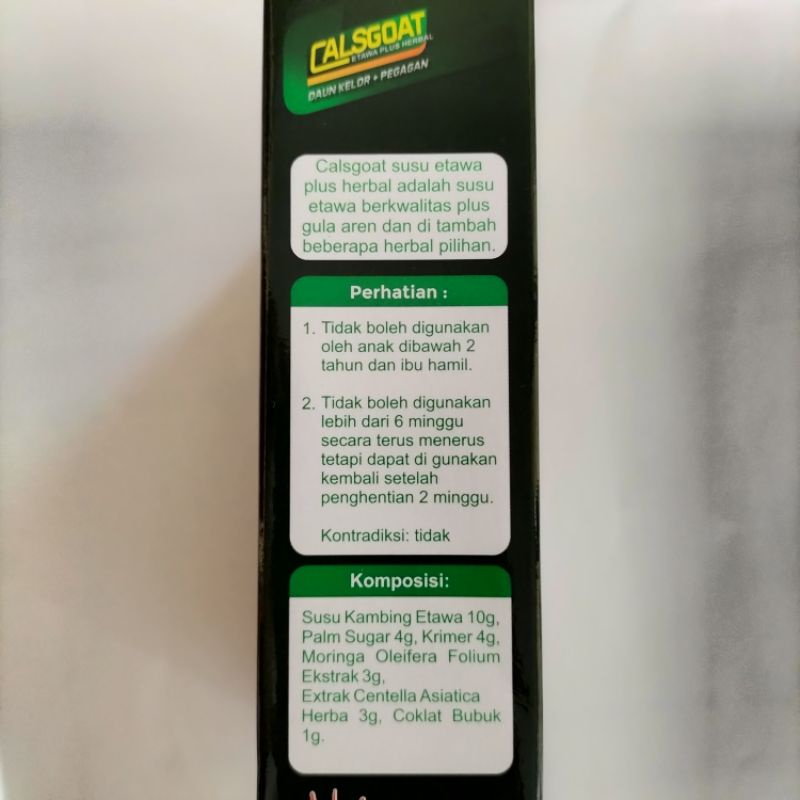 CALSGOAT
ETAWA PLUS HERBAL
DAUN KELOR + PEGAGAN
Calsgoat susu etawa
plus herbal adalah susu
etawa berkwalitas plus
gula aren dan di tambah
beberapa herbal pilihan.
Perhatian :
1. Tidak boleh digunakan
oleh anak dibawah 2
tahun dan ibu hamil.
2. Tidak boleh digunakan
lebih dari 6 minggu
secara terus menerus
tetapi dapat di gunakan
kembali setelah
penghentian 2 minggu.
Kontradiksi: tidak
Komposisi:
Susu Kambing Etawa 10g,
Palm Sugar 4g, Krimer 4g,
Moringa Oleifera Folium
Ekstrak 3g,
Extrak Centella Asiatica
Herba 3g, Coklat Bubuk
1g.